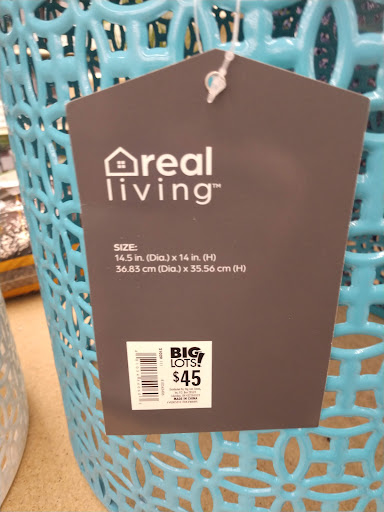 real
living™
SIZE:
14.5 in. (Dia.) x 14 in. (H)
36.83 cm (Dia.) x 35.56 cm (H)
BIG
LOTS!
$45
MADE IN CHINA